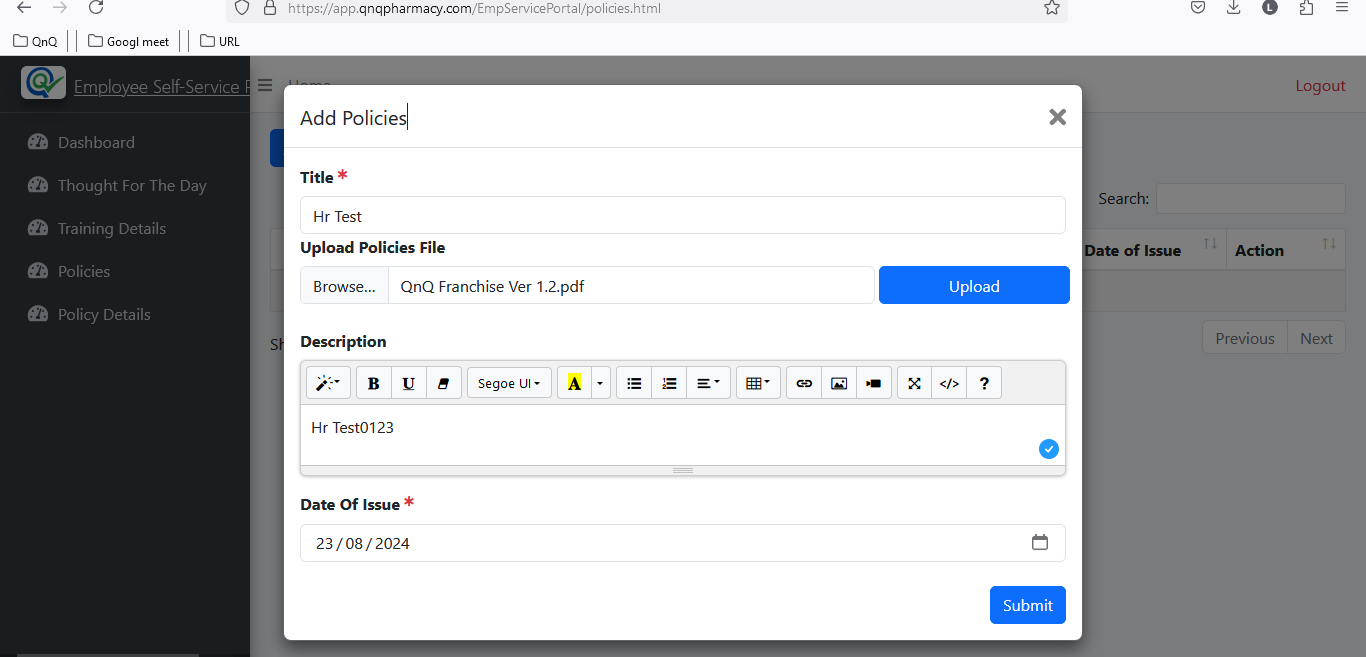 https://app.qnqpharmacy.com/EmpServicePortal/policies.html
L
QnQ
Googl meet
URL
Employee Self-Service P
Home
Logout
Dashboard
Thought For The Day
Training Details
Policies
Policy Details
Add Policies
Title *
Hr Test
Upload Policies File
Browse... QnQ Franchise Ver 1.2.pdf Upload
Description
B U Segoe UI A </> ?
Hr Test0123
Date Of Issue *
23/08/2024
Submit
Search:
Date of Issue Action
Sh
Previous Next